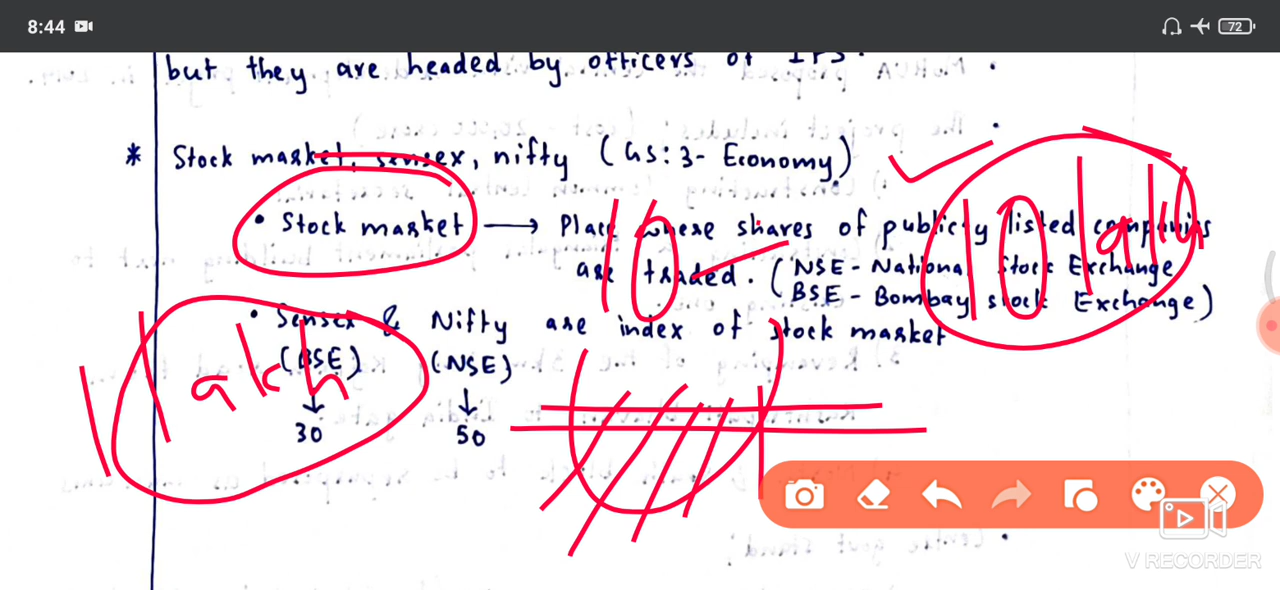 8:44
72
but they are headed by officers of IPS.
* Stock market, sensex, nifty (GS:3- Economy)
• Stock market → Place where shares of publicly listed companies
are traded. (NSE - National Stock Exchange
BSE - Bombay stock Exchange)
10
10 lakh
• Sensex & Nifty are index of stock market
(BSE) (NSE)
↓ ↓
30 50
1 lakh
V RECORDER